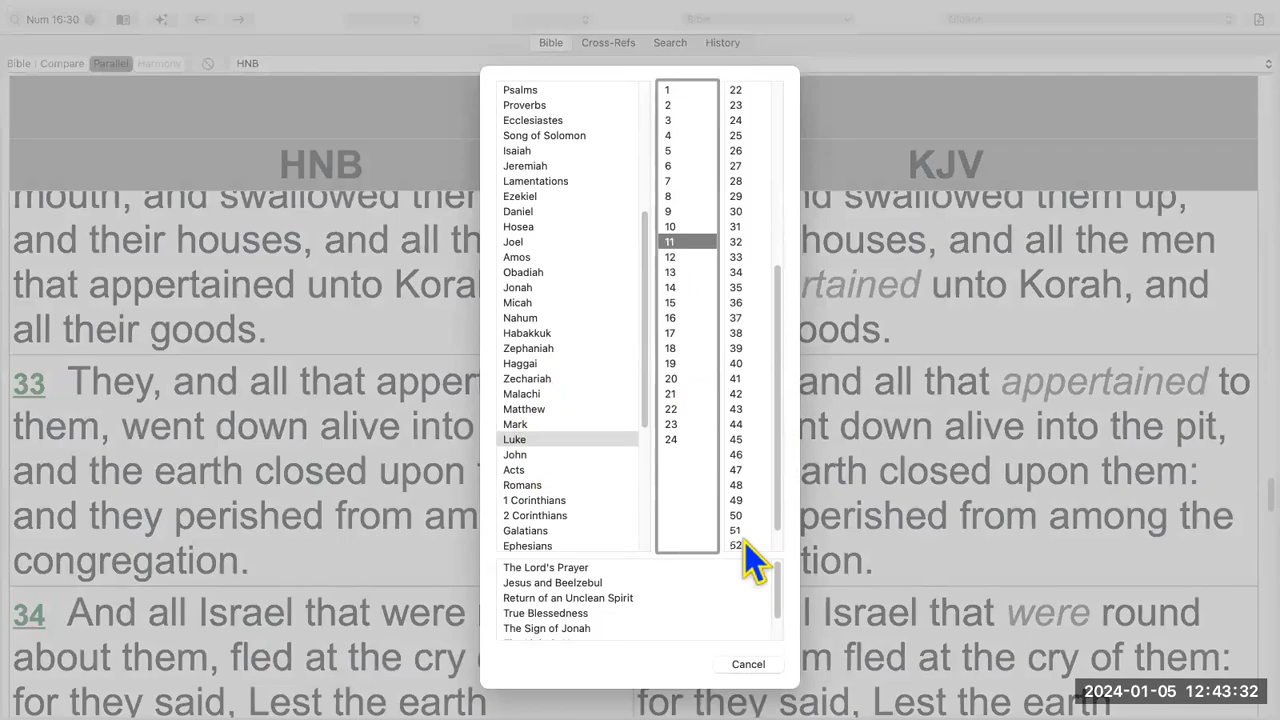 Num 16:30
Bibel
Glosse
Bible Cross-Refs Search History
Bible Compare Parallel Harmony HNB
HNB KJV
Psalms 1 22
Proverbs 2 23
Ecclesiastes 3 24
Song of Solomon 4 25
Isaiah 5 26
Jeremiah 6 27
Lamentations 7 28
Ezekiel 8 29
Daniel 9 30
Hosea 10 31
Joel 11 32
Amos 12 33
Obadiah 13 34
Jonah 14 35
Micah 15 36
Nahum 16 37
Habakkuk 17 38
Zephaniah 18 39
Haggai 19 40
Zechariah 20 41
Malachi 21 42
Matthew 22 43
Mark 23 44
Luke 24 45
John 46
Acts 47
Romans 48
1 Corinthians 49
2 Corinthians 50
Galatians 51
Ephesians 52
The Lord's Prayer
Jesus and Beelzebul
Return of an Unclean Spirit
True Blessedness
The Sign of Jonah
Cancel
mouth, and swallowed
and their houses, and all
that appertained unto
all their goods.
33 They, and all that
them, went down alive into
and the earth closed upon
and they perished from
congregation.
34 And all Israel that were
about them, fled at the cry
for they said, Lest the earth
swallowed them up,
houses, and all the men
unto Korah, and
and all that appertained to
down alive into the pit,
closed upon them:
perished from among the
Israel that were round
fled at the cry of them:
for they said, Lest the earth
2024-01-05 12:43:32